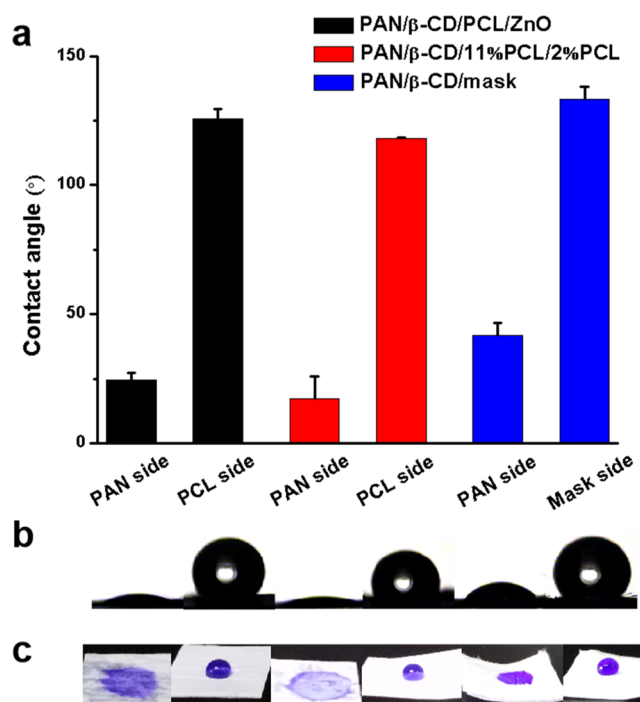 a
PAN/β-CD/PCL/ZnO
PAN/β-CD/11%PCL/2%PCL
PAN/β-CD/mask
150
100
50
0
Contact angle (°)
PAN side
PCL side
PAN side
PCL side
PAN side
Mask side
b
c